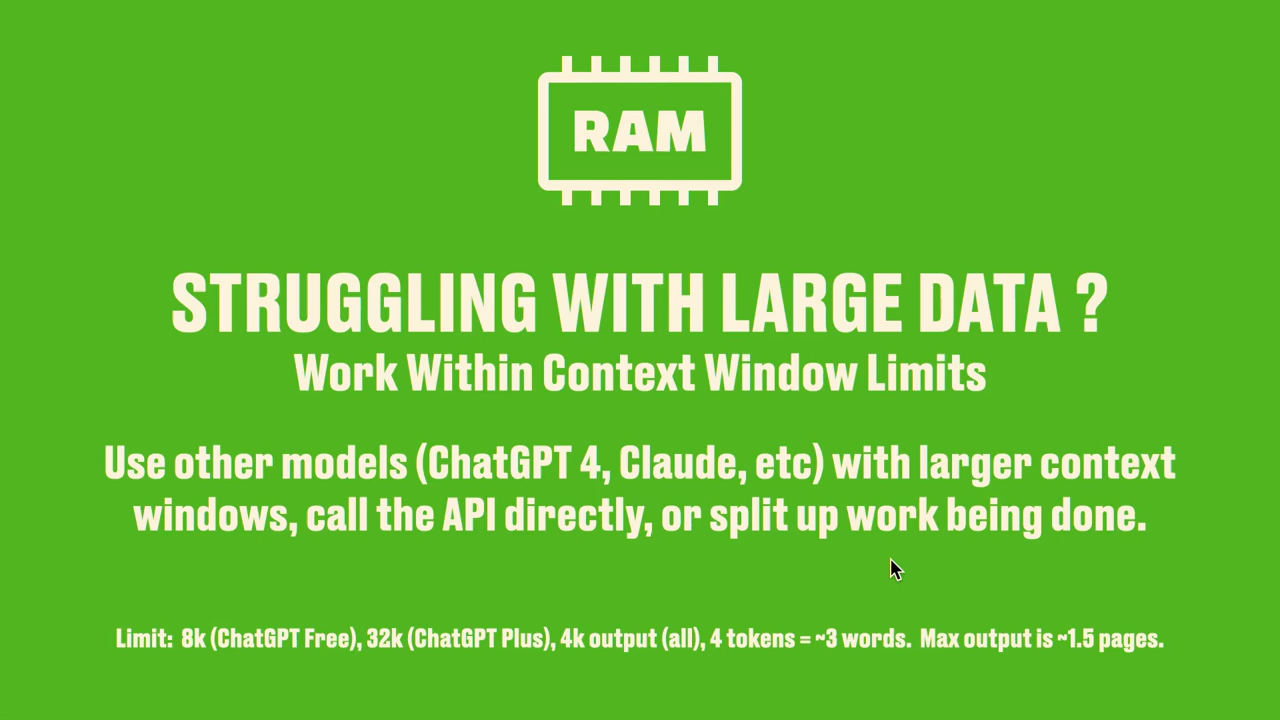 RAM
STRUGGLING WITH LARGE DATA ?
Work Within Context Window Limits
Use other models (ChatGPT 4, Claude, etc) with larger context
windows, call the API directly, or split up work being done.
Limit: 8k (ChatGPT Free), 32k (ChatGPT Plus), 4k output (all), 4 tokens = ~3 words. Max output is ~1.5 pages.